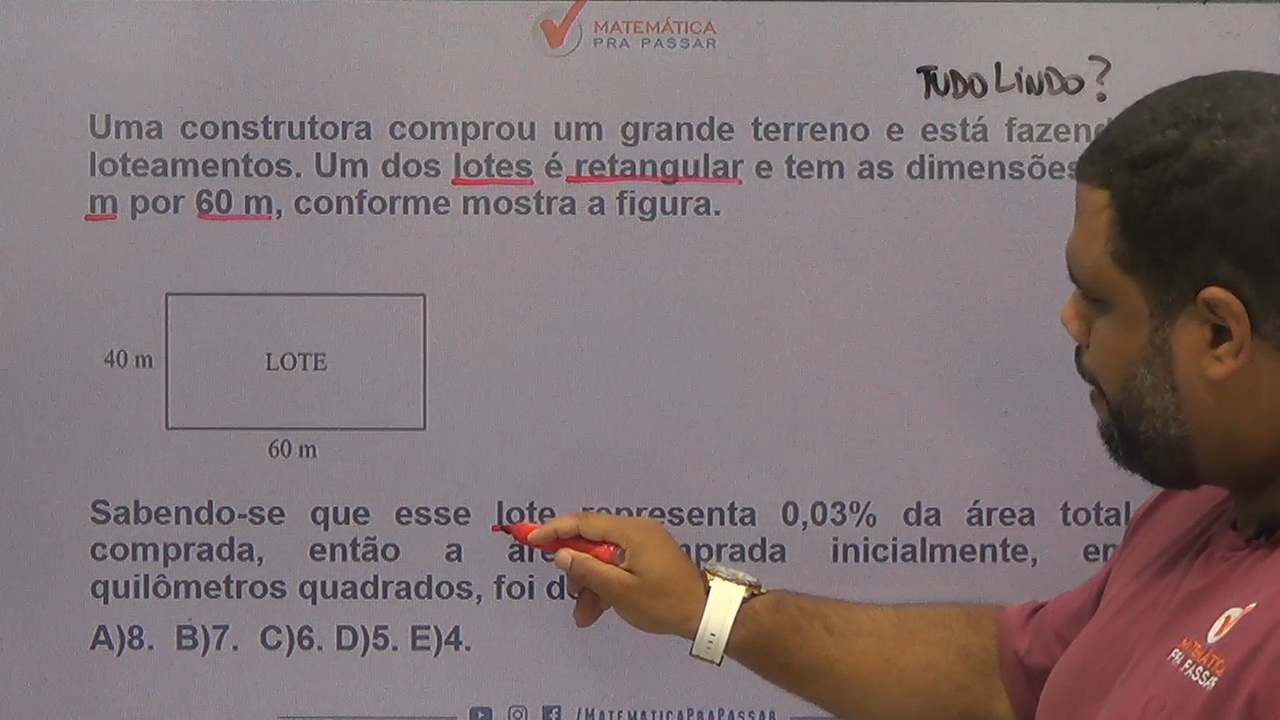 MATEMÁTICA
PRA PASSAR
TUDO LINDO?
Uma construtora comprou um grande terreno e está
loteamentos. Um dos lotes é retangular e tem as dimensões
m por 60 m, conforme mostra a figura.
40 m
LOTE
60 m
Sabendo-se que esse lote representa 0,03% da área total
comprada, então a inicialmente,
quilômetros quadrados, foi
A)8. B)7. C)6. D)5. E)4.
/MATEMATICAPRAPASSAR
MATEMÁTICA
PRA PASSAR